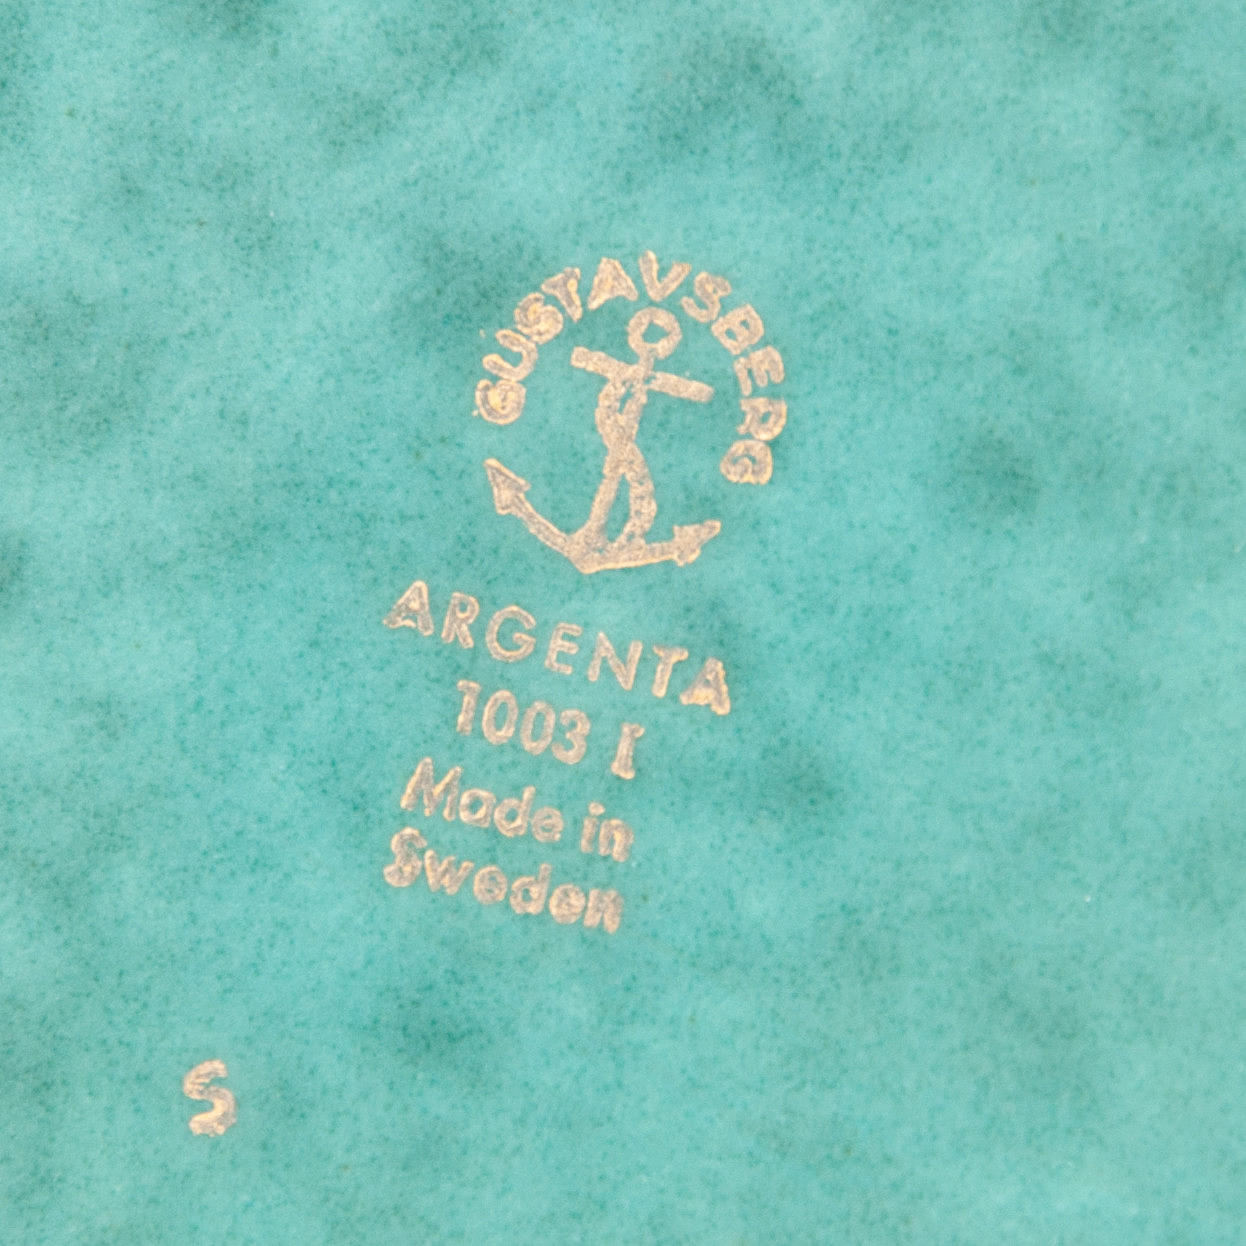 GUSTAVSBERG
ARGENTA
1003 I
Made in
Sweden
S